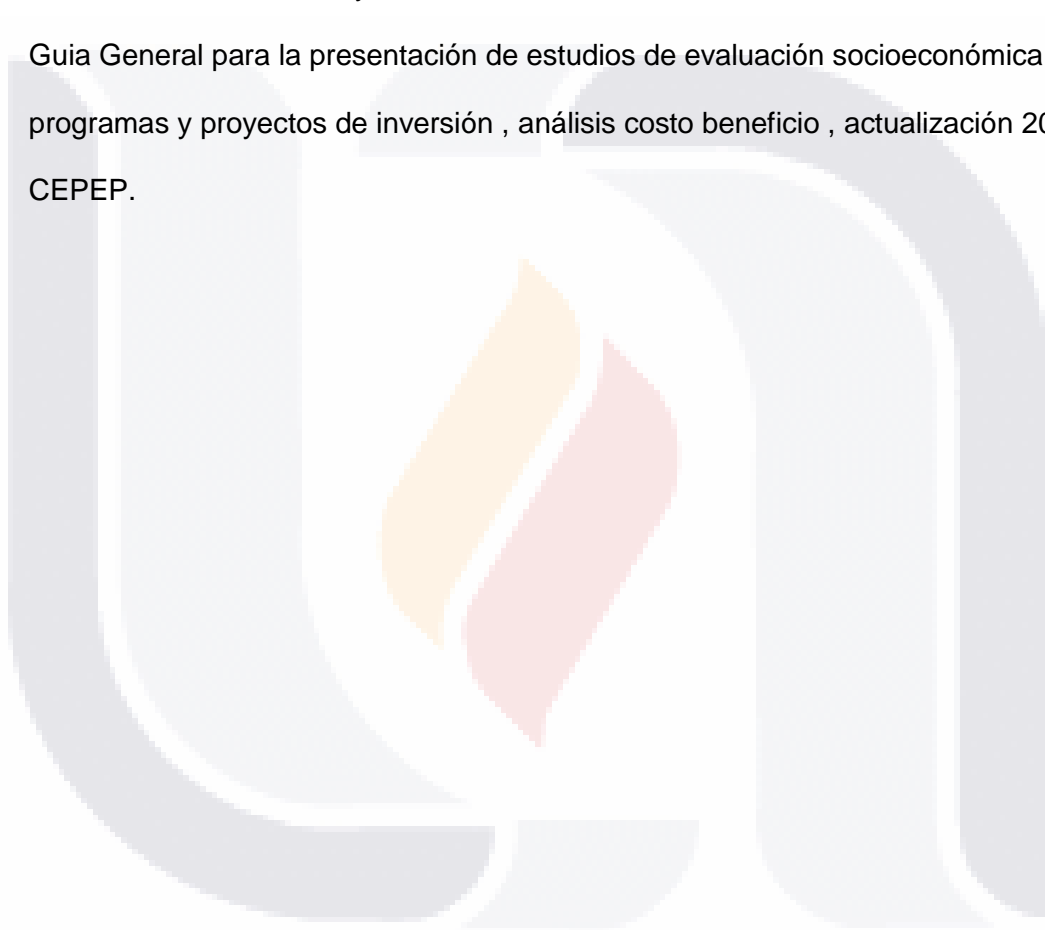 Guia General para la presentación de estudios de evaluación socioeconómica
programas y proyectos de inversión , análisis costo beneficio , actualización 20
CEPEP.